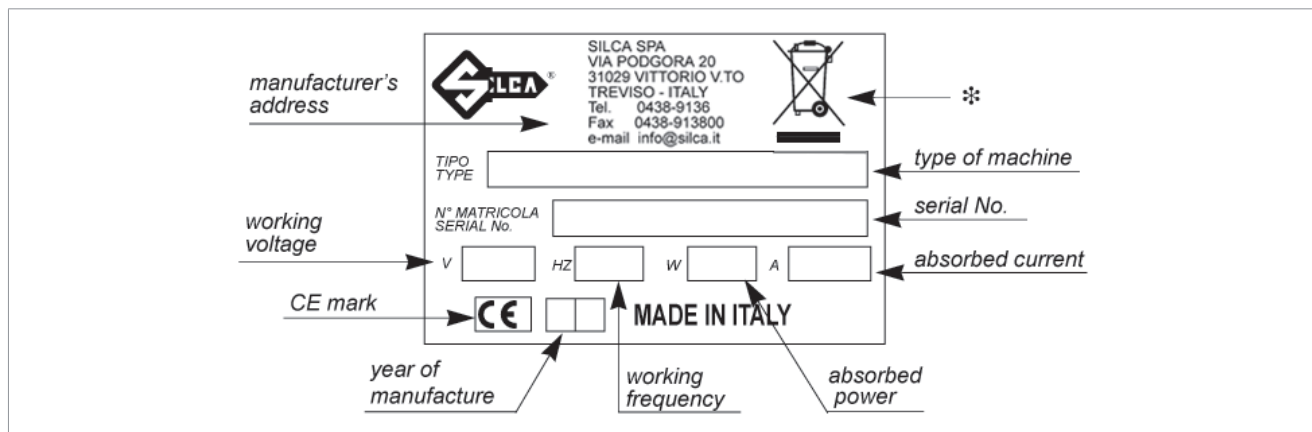 manufacturer's
address
SILCA®
SILCA SPA
VIA PODGORA 20
31029 VITTORIO V.TO
TREVISO - ITALY
Tel. 0438-9136
Fax 0438-913800
e-mail info@silca.it
*
TIPO
TYPE
type of machine
N° MATRICOLA
SERIAL No.
serial No.
working
voltage
V HZ W A
absorbed current
CE mark
CE
MADE IN ITALY
year of
manufacture
working
frequency
absorbed
power